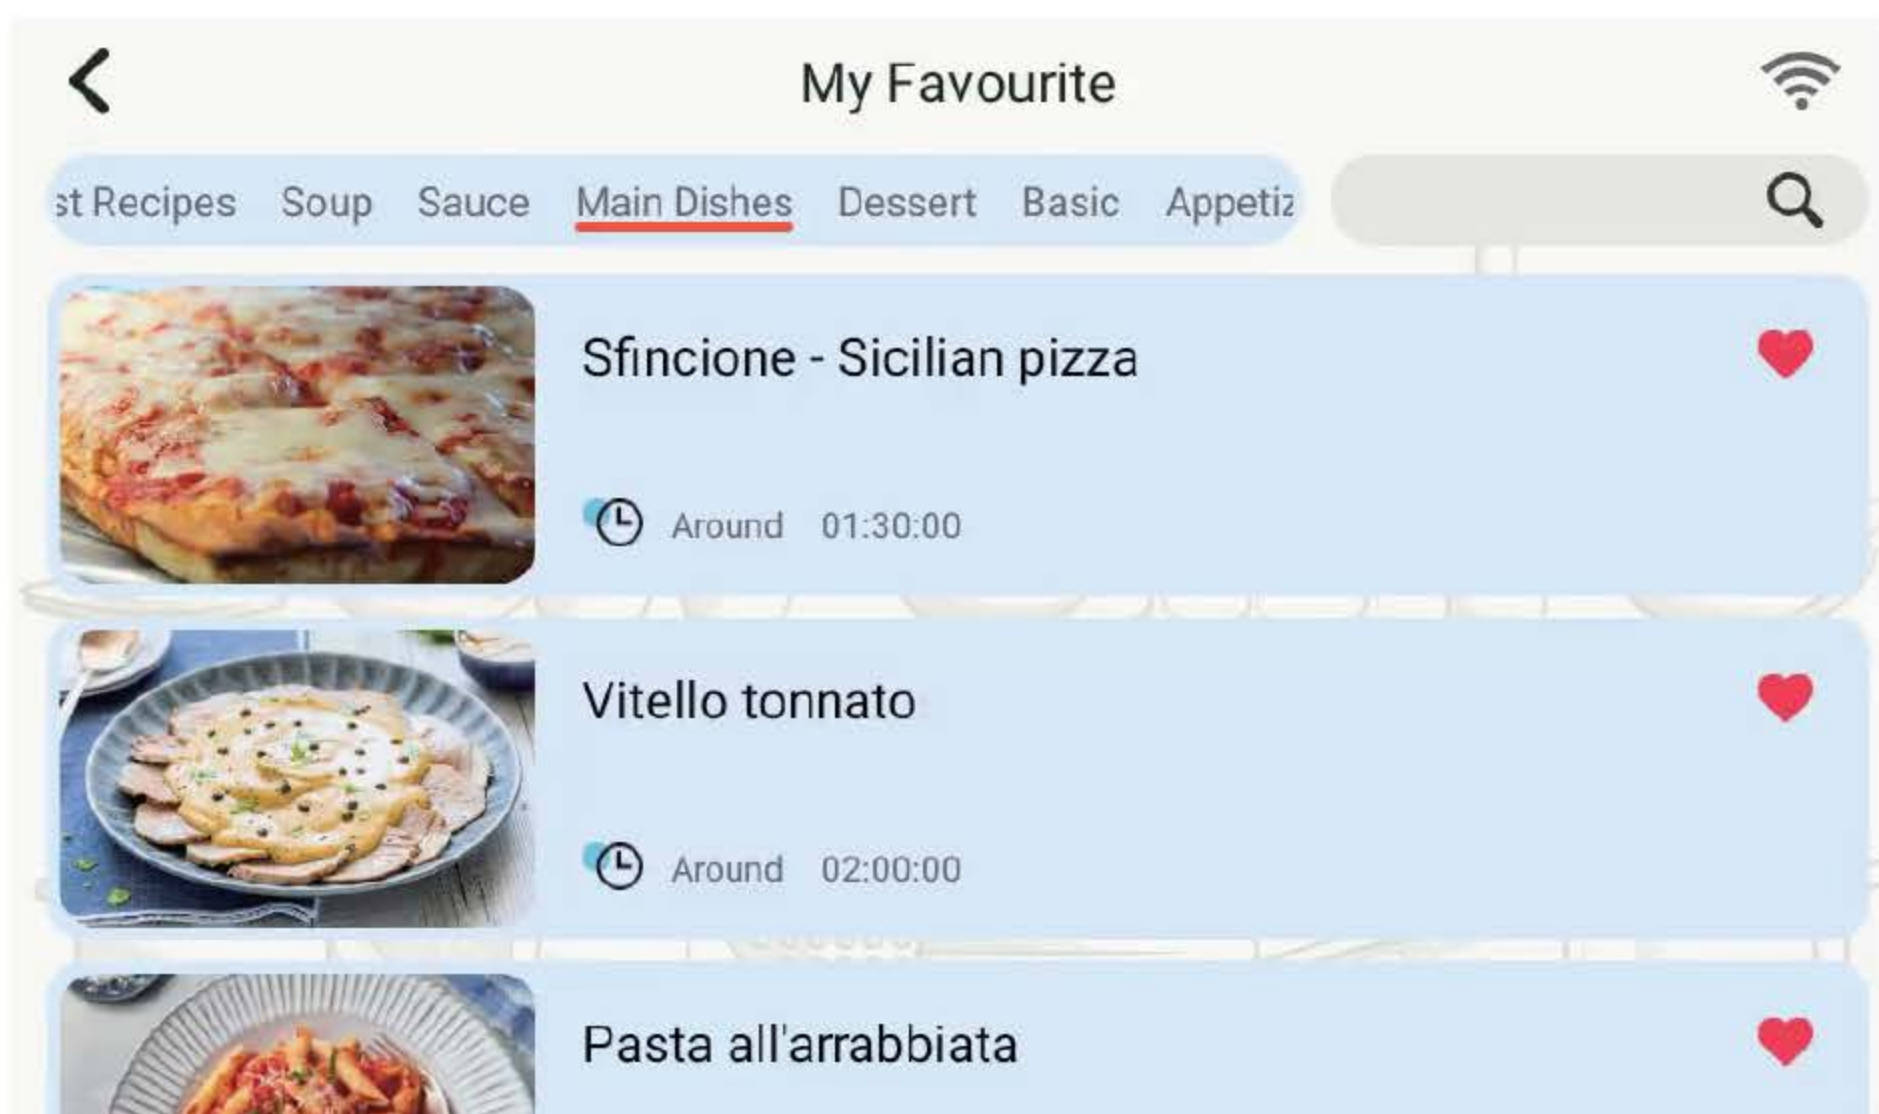 My Favourite
st Recipes Soup Sauce Main Dishes Dessert Basic Appetiz
Sfincione - Sicilian pizza
Around 01:30:00
Vitello tonnato
Around 02:00:00
Pasta all'arrabbiata